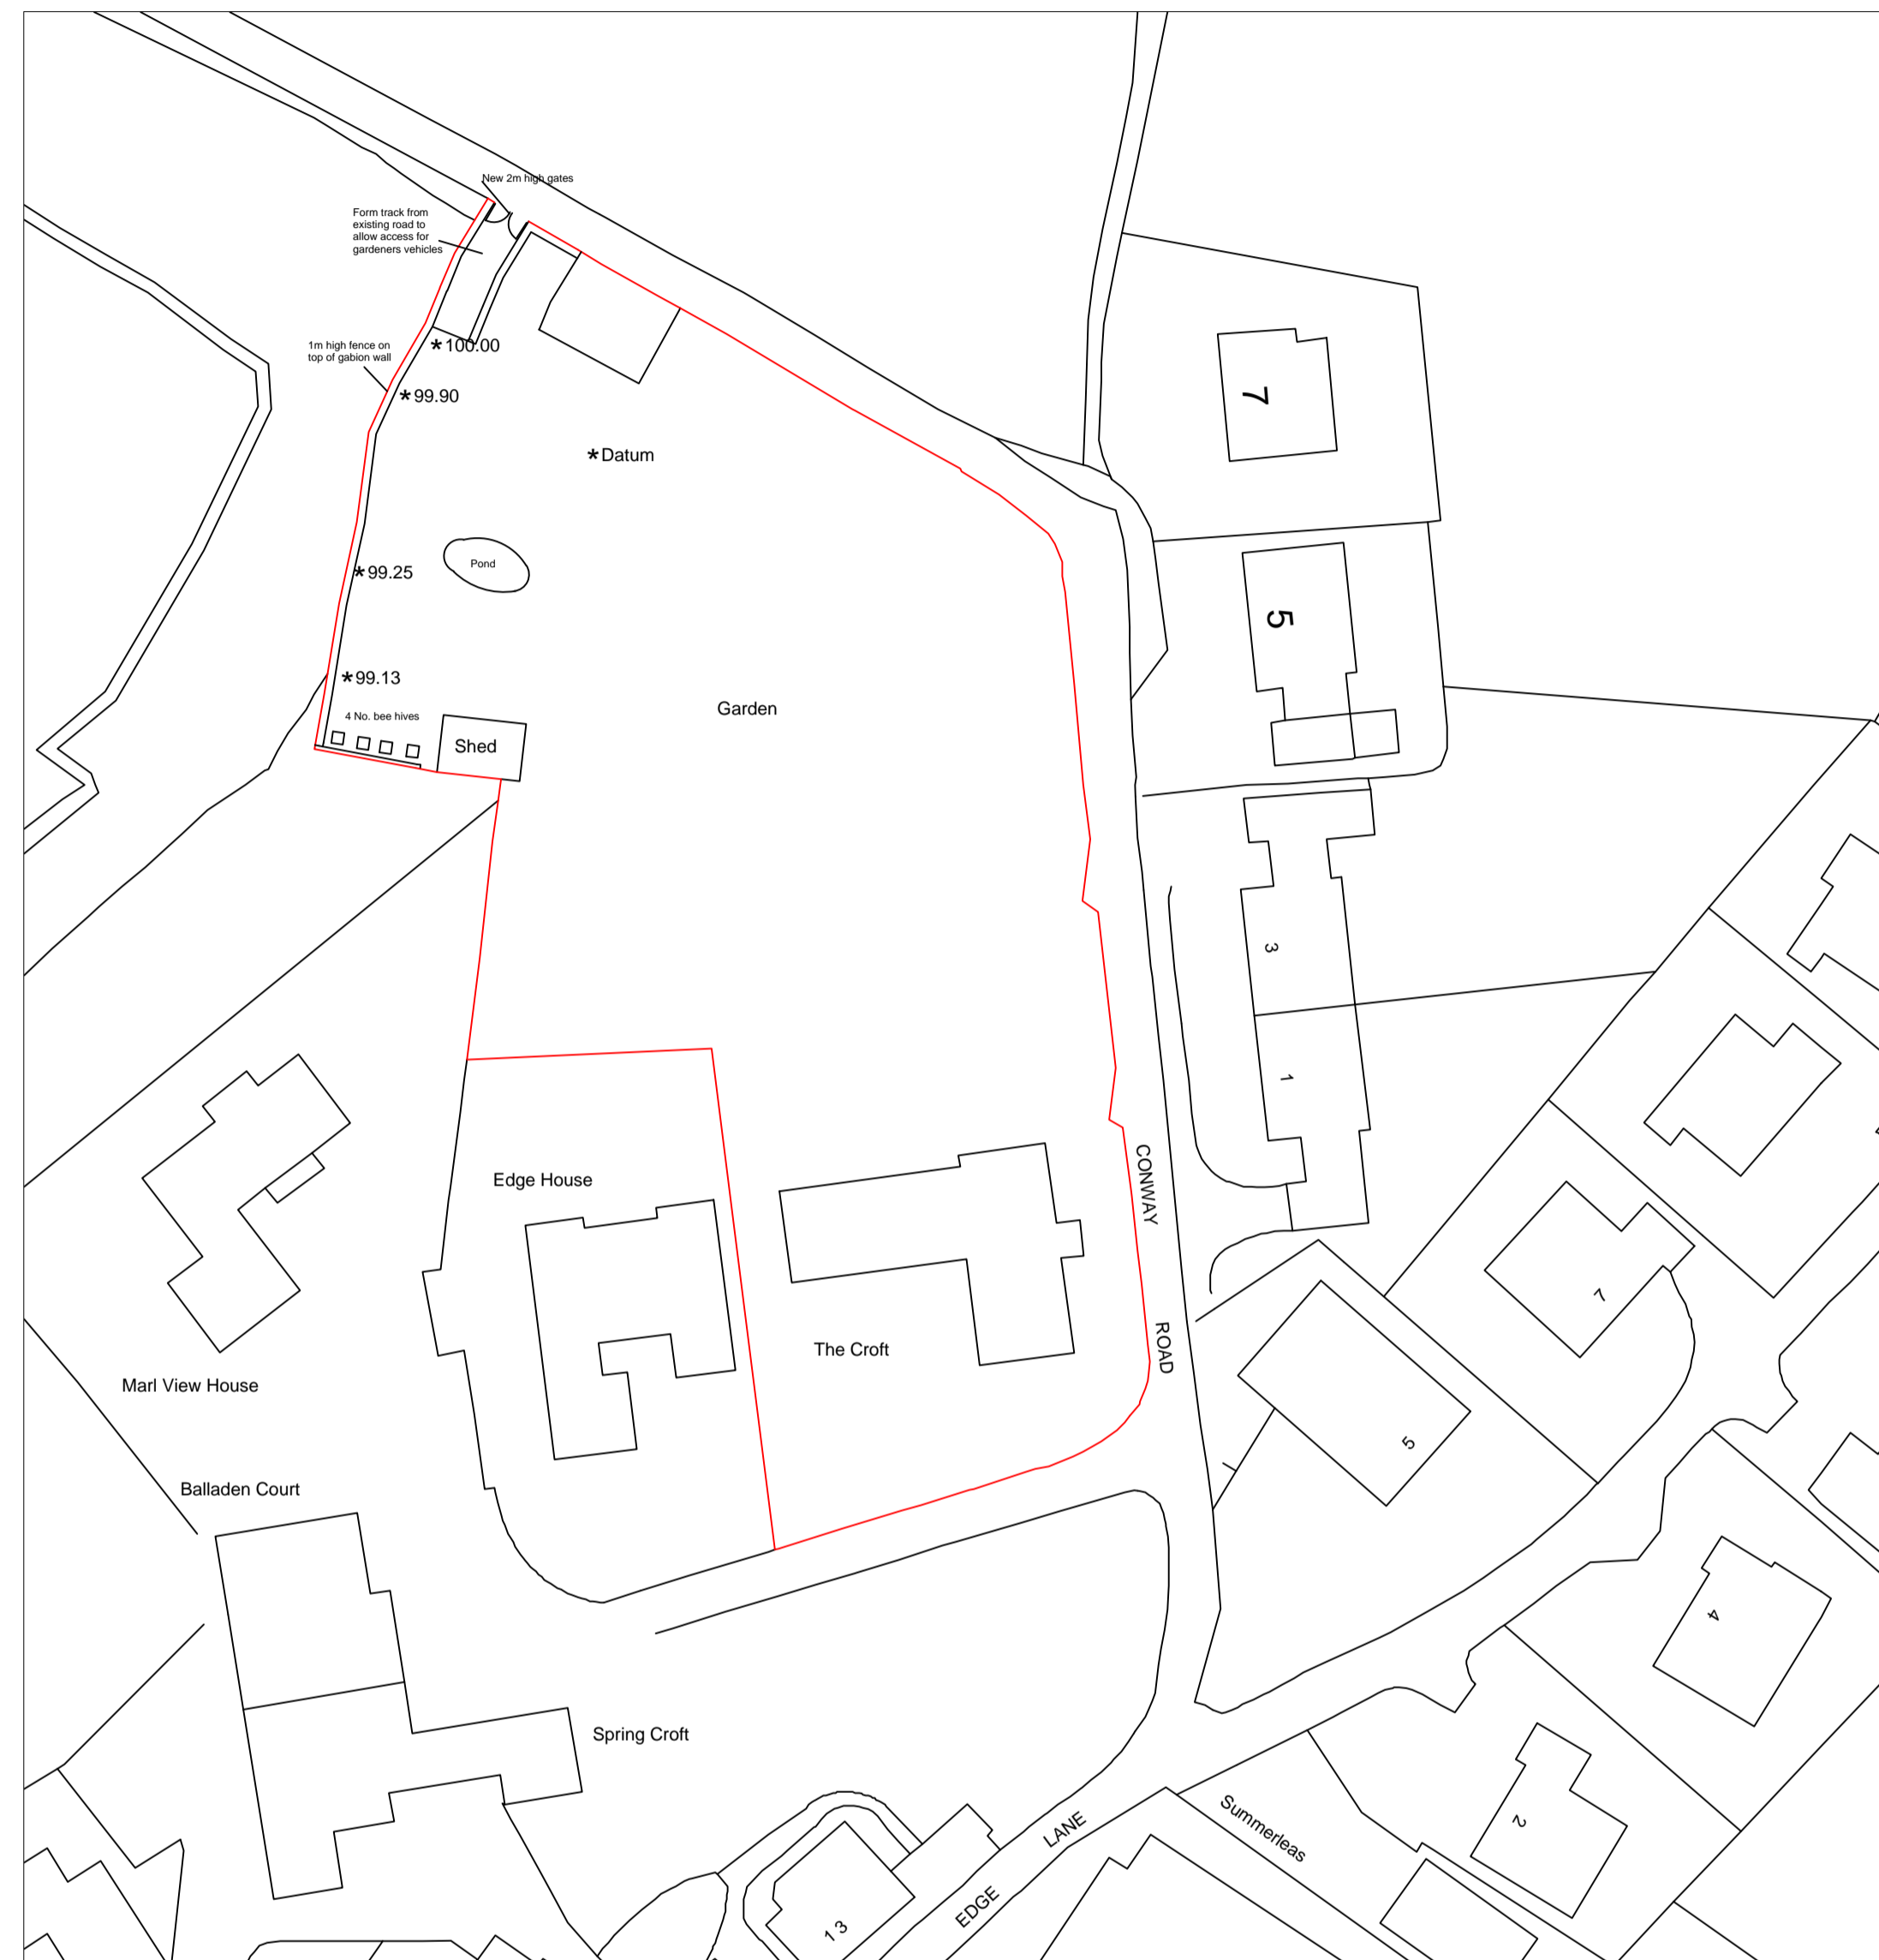 New 2m high gates
Form track from
existing road to
allow access for
gardeners vehicles
1m high fence on
top of gabion wall
*100.00
*99.90
*Datum
7
Pond
*99.25
5
*99.13
Garden
4 No. bee hives
Shed
3
1
Edge House
CONWAY
ROAD
The Croft
7
Marl View House
5
Balladen Court
4
Spring Croft
2
Summerleas
EDGE LANE
1 3